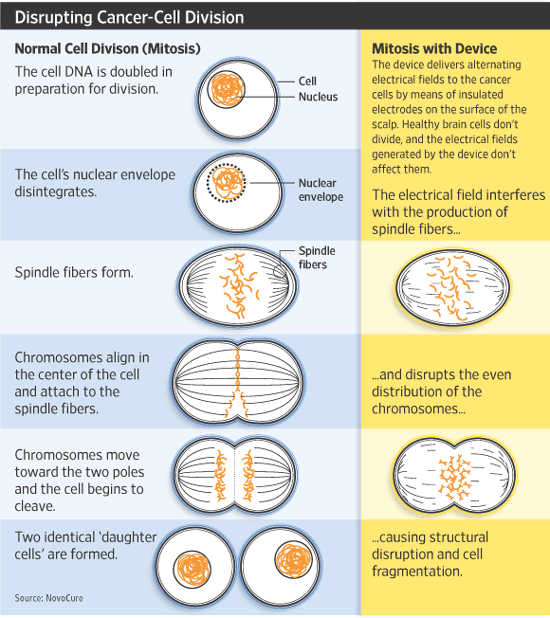 Disrupting Cancer-Cell Division
Normal Cell Divison (Mitosis)
The cell DNA is doubled in
preparation for division.
Cell
Nucleus
The cell's nuclear envelope
disintegrates.
Nuclear
envelope
Spindle fibers form.
Spindle
fibers
Chromosomes align in
the center of the cell
and attach to the
spindle fibers.
Chromosomes move
toward the two poles
and the cell begins to
cleave.
Two identical 'daughter
cells' are formed.
Source: NovoCure
Mitosis with Device
The device delivers alternating
electrical fields to the cancer
cells by means of insulated
electrodes on the surface of the
scalp. Healthy brain cells don't
divide, and the electrical fields
generated by the device don't
affect them.
The electrical field interferes
with the production of
spindle fibers...
...and disrupts the even
distribution of the
chromosomes...
...causing structural
disruption and cell
fragmentation.